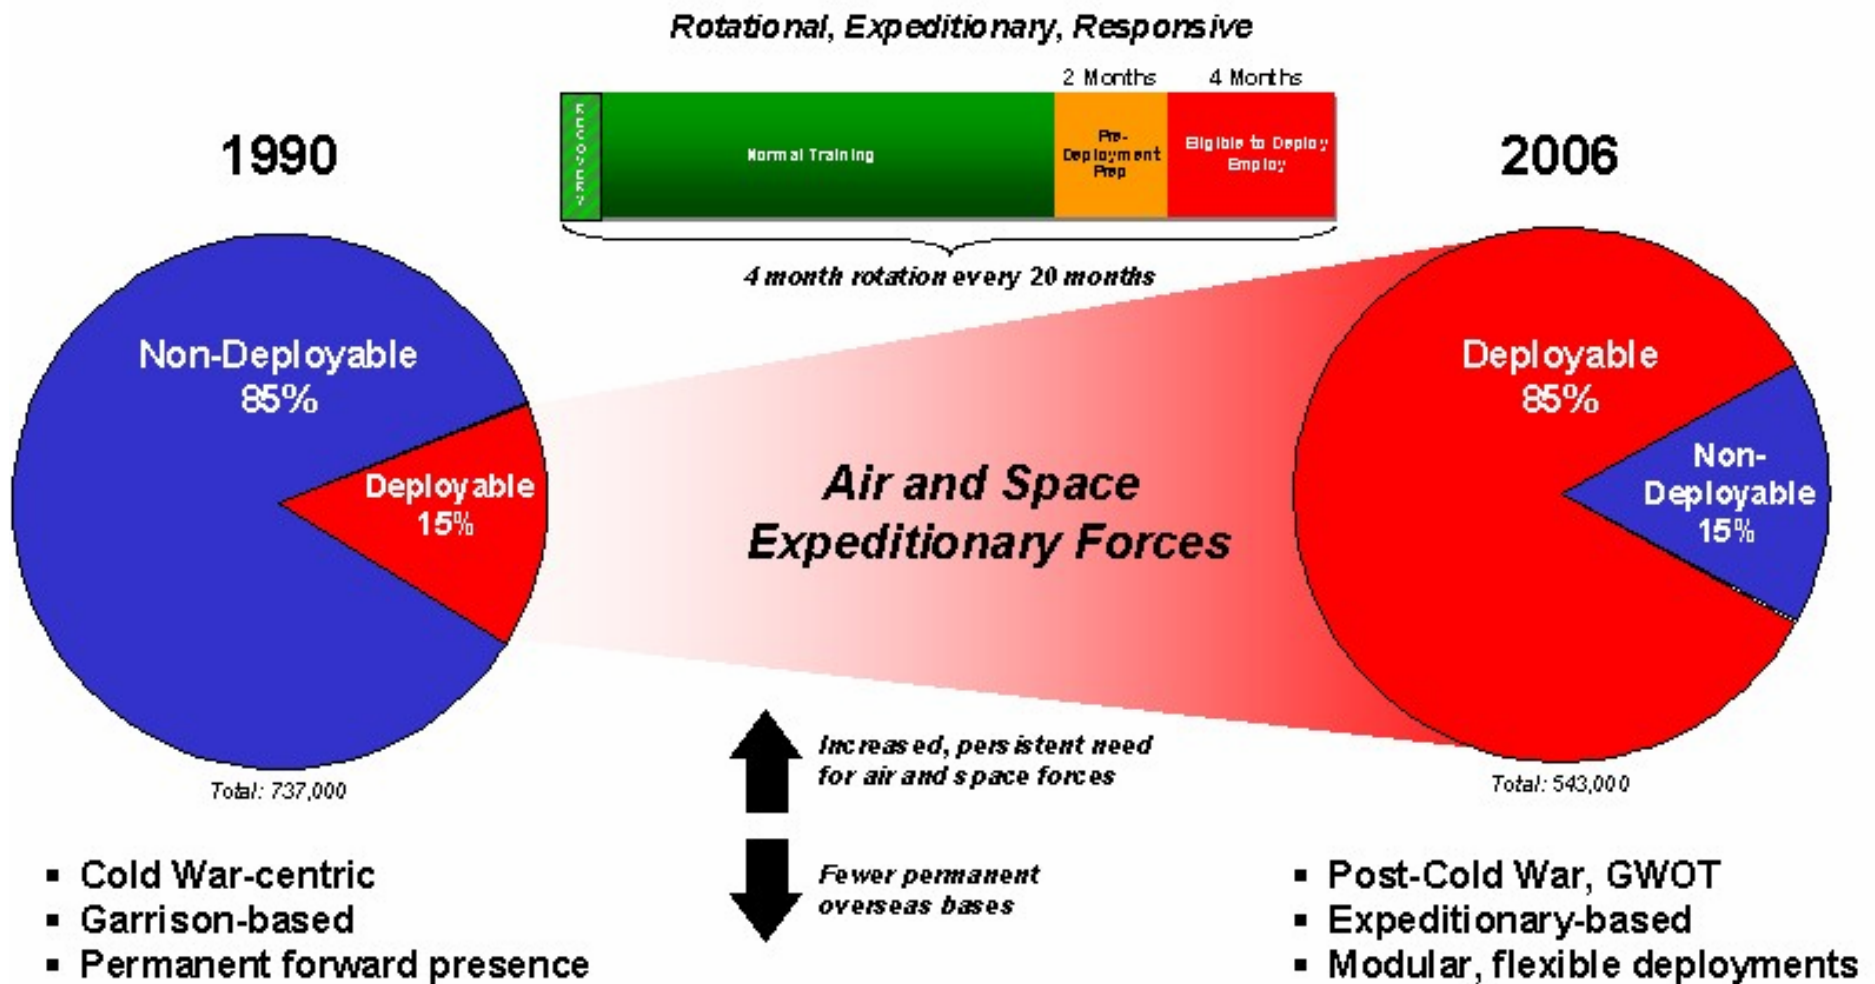 Rotational, Expeditionary, Responsive
2 Months
4 Months
RECOVERY
Normal Training
Pre-
Deployment
Prep
Eligible to Deploy
Employ
4 month rotation every 20 months
1990
Non-Deployable
85%
Deployable
15%
Total: 737,000
▪ Cold War-centric
▪ Garrison-based
▪ Permanent forward presence
Air and Space
Expeditionary Forces
Increased, persistent need
for air and space forces
Fewer permanent
overseas bases
2006
Deployable
85%
Non-
Deployable
15%
Total: 543,000
▪ Post-Cold War, GWOT
▪ Expeditionary-based
▪ Modular, flexible deployments